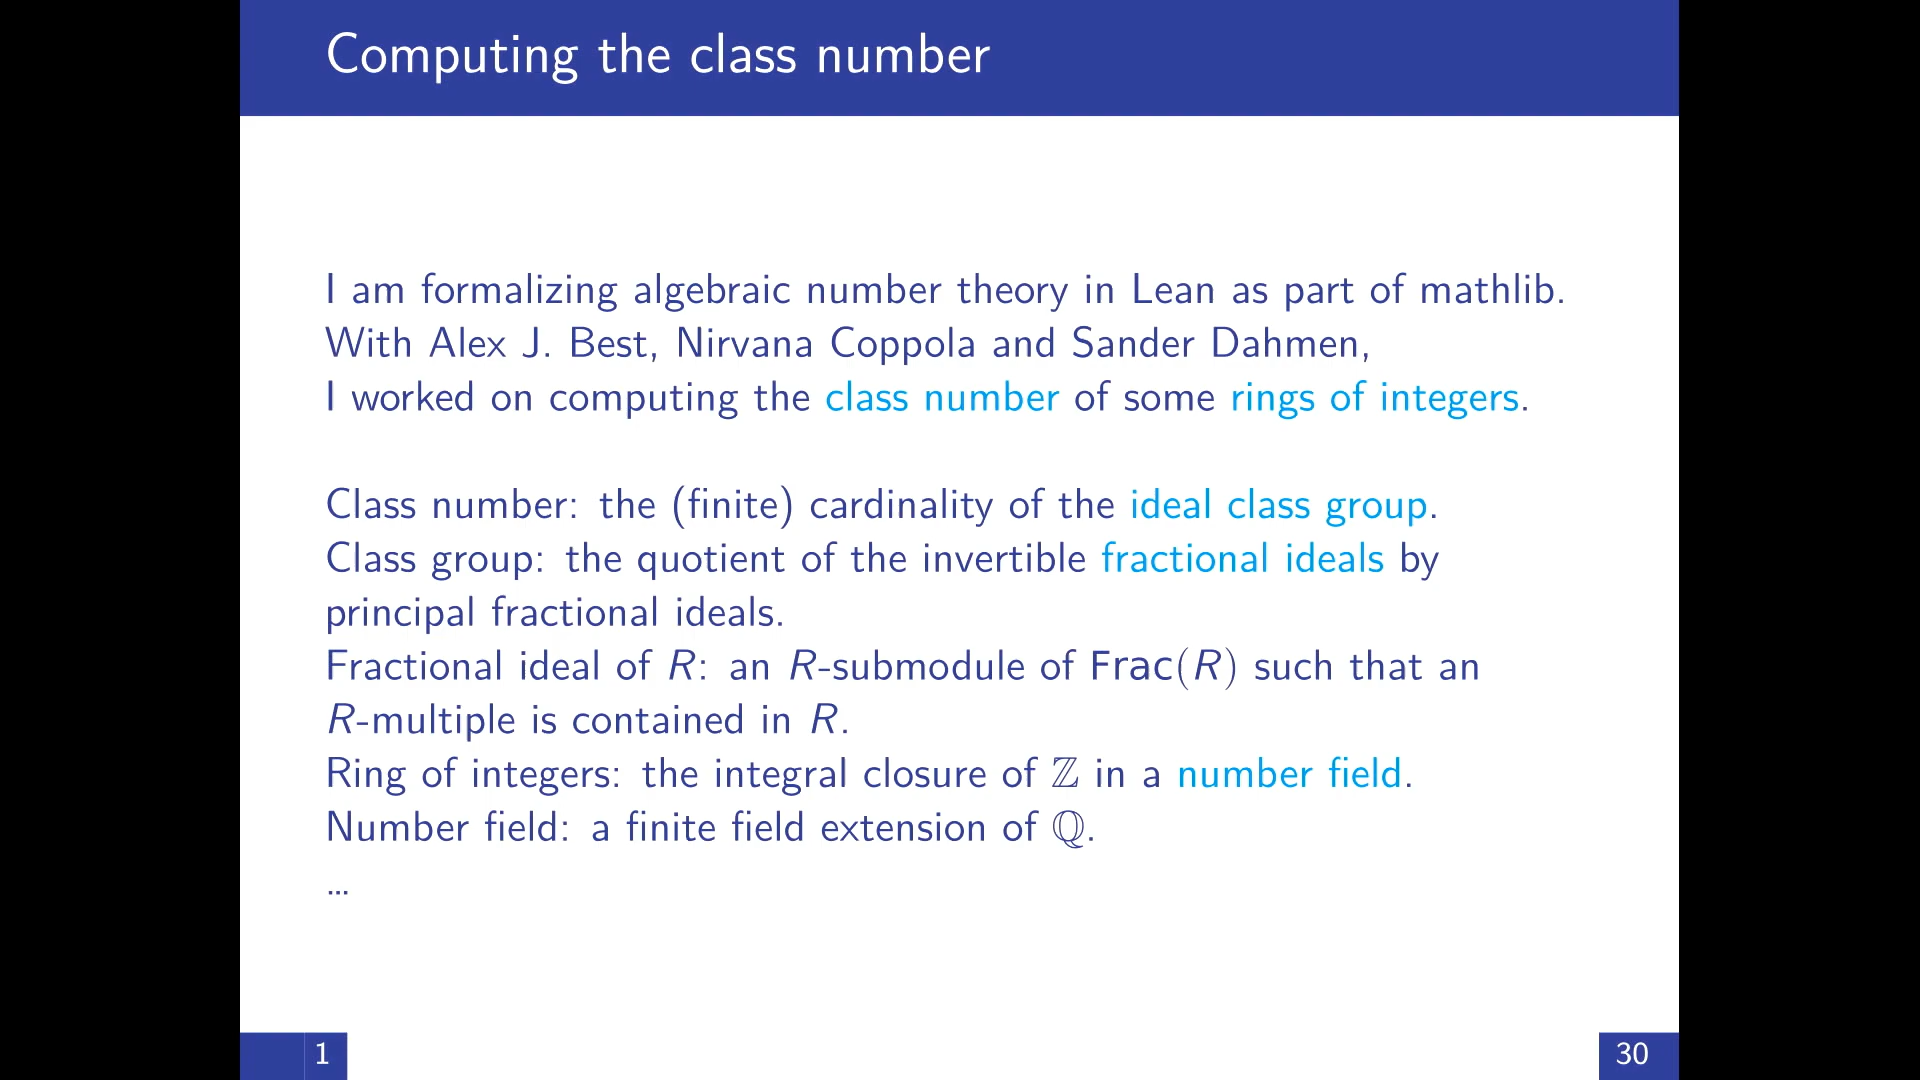 Computing the class number
I am formalizing algebraic number theory in Lean as part of mathlib.
With Alex J. Best, Nirvana Coppola and Sander Dahmen,
I worked on computing the class number of some rings of integers.
Class number: the (finite) cardinality of the ideal class group.
Class group: the quotient of the invertible fractional ideals by
principal fractional ideals.
Fractional ideal of R: an R-submodule of Frac(R) such that an
R-multiple is contained in R.
Ring of integers: the integral closure of ℤ in a number field.
Number field: a finite field extension of ℚ.
...
1
30